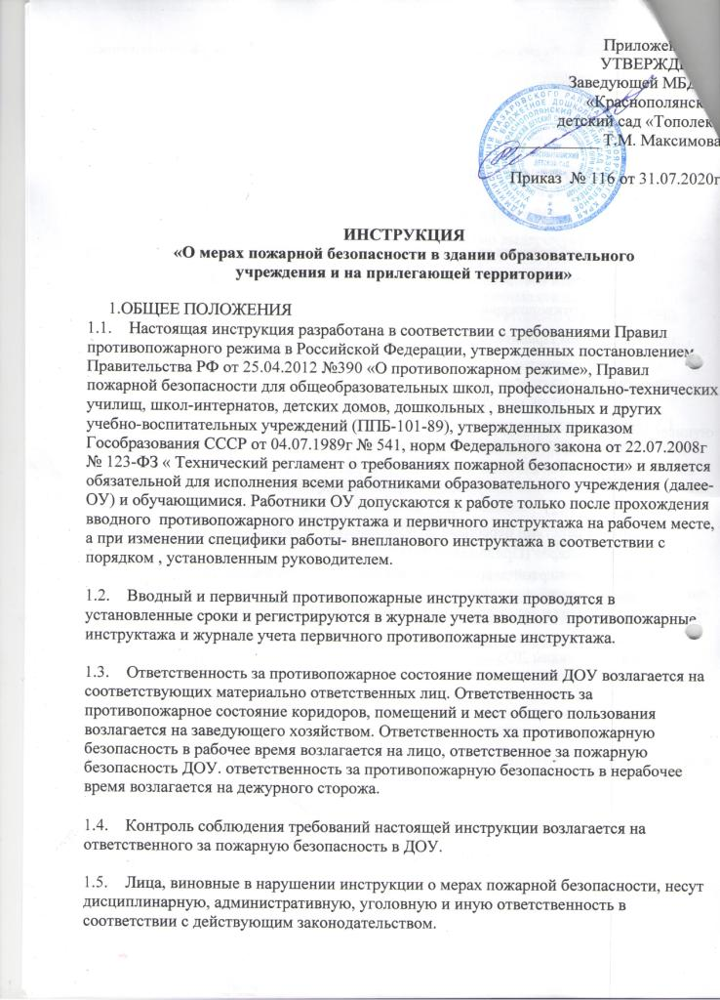 Приложен
УТВЕРЖД
Заведующей МБД
«Краснополянск
детский сад «Тополек
Т.М. Максимова
Приказ № 116 от 31.07.2020г
ИНСТРУКЦИЯ
«О мерах пожарной безопасности в здании образовательного
учреждения и на прилегающей территории»
1.ОБЩЕЕ ПОЛОЖЕНИЯ
1.1. Настоящая инструкция разработана в соответствии с требованиями Правил
противопожарного режима в Российской Федерации, утвержденных постановлением
Правительства РФ от 25.04.2012 №390 «О противопожарном режиме», Правил
пожарной безопасности для общеобразовательных школ, профессионально-технических
училищ, школ-интернатов, детских домов, дошкольных , внешкольных и других
учебно-воспитательных учреждений (ППБ-101-89), утвержденных приказом
Гособразования СССР от 04.07.1989г № 541, норм Федерального закона от 22.07.2008г
№ 123-ФЗ « Технический регламент о требованиях пожарной безопасности» и является
обязательной для исполнения всеми работниками образовательного учреждения (далее-
ОУ) и обучающимися. Работники ОУ допускаются к работе только после прохождения
вводного противопожарного инструктажа и первичного инструктажа на рабочем месте,
а при изменении специфики работы- внепланового инструктажа в соответствии с
порядком , установленным руководителем.
1.2. Вводный и первичный противопожарные инструктажи проводятся в
установленные сроки и регистрируются в журнале учета вводного противопожарные
инструктажа и журнале учета первичного противопожарные инструктажа.
1.3. Ответственность за противопожарное состояние помещений ДОУ возлагается на
соответствующих материально ответственных лиц. Ответственность за
противопожарное состояние коридоров, помещений и мест общего пользования
возлагается на заведующего хозяйством. Ответственность ха противопожарную
безопасность в рабочее время возлагается на лицо, ответственное за пожарную
безопасность ДОУ. ответственность за противопожарную безопасность в нерабочее
время возлагается на дежурного сторожа.
1.4. Контроль соблюдения требований настоящей инструкции возлагается на
ответственного за пожарную безопасность в ДОУ.
1.5. Лица, виновные в нарушении инструкции о мерах пожарной безопасности, несут
дисциплинарную, административную, уголовную и иную ответственность в
соответствии с действующим законодательством.